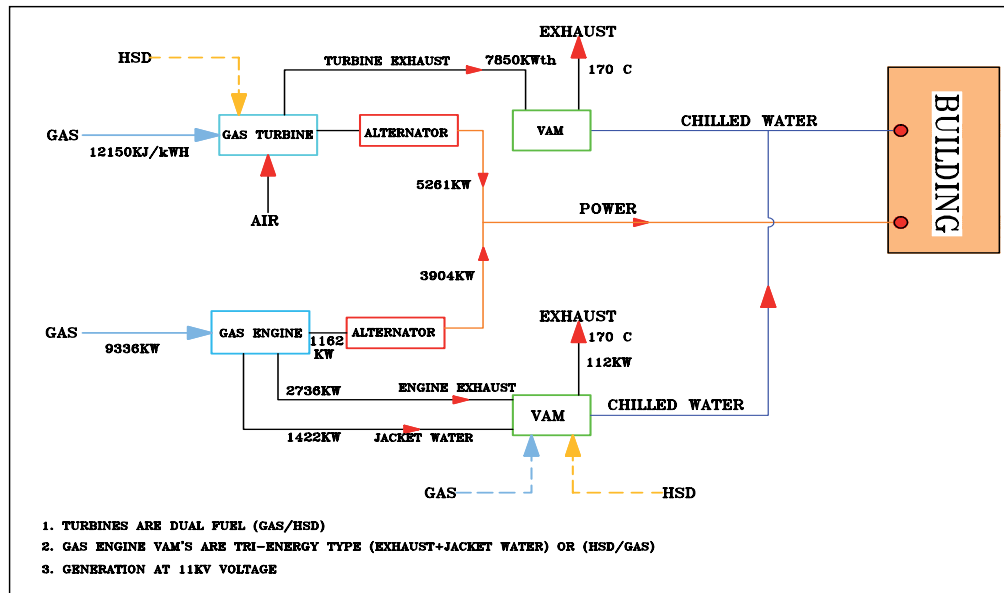 EXHAUST
HSD
TURBINE EXHAUST
7850KWth
170 C
GAS
12150KJ/kWH
GAS TURBINE
ALTERNATOR
VAM
CHILLED WATER
BUILDING
5261KW
AIR
POWER
3904KW
GAS
9336KW
GAS ENGINE
1162
KW
ALTERNATOR
EXHAUST
170 C
112KW
2736KW
ENGINE EXHAUST
VAM
CHILLED WATER
1422KW
JACKET WATER
GAS
HSD
1. TURBINES ARE DUAL FUEL (GAS/HSD)
2. GAS ENGINE VAM'S ARE TRI-ENERGY TYPE (EXHAUST+JACKET WATER) OR (HSD/GAS)
3. GENERATION AT 11KV VOLTAGE